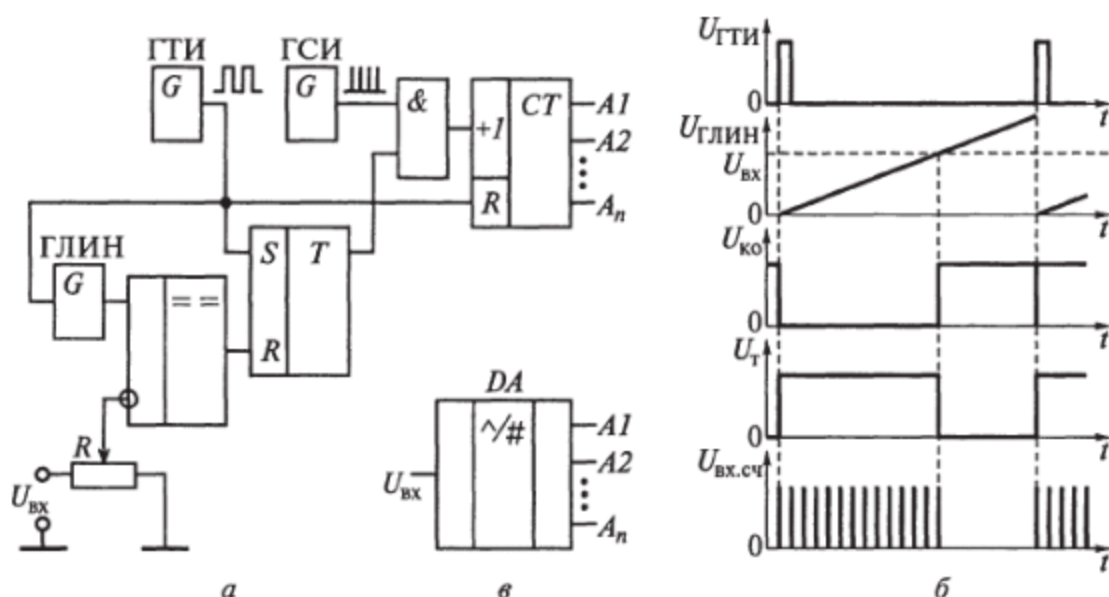 ГТИ
ГСИ
G
G
&
+1
CT
A1
A2
Aₙ
R
ГЛИН
G
S
T
R
==
R
Uвх
DA
^/#
Uвх
A1
A2
Aₙ
а
в
UГТИ
0
t
UГЛИН
Uвх
0
t
Uко
0
t
Uт
0
t
Uвх.сч
0
t
б